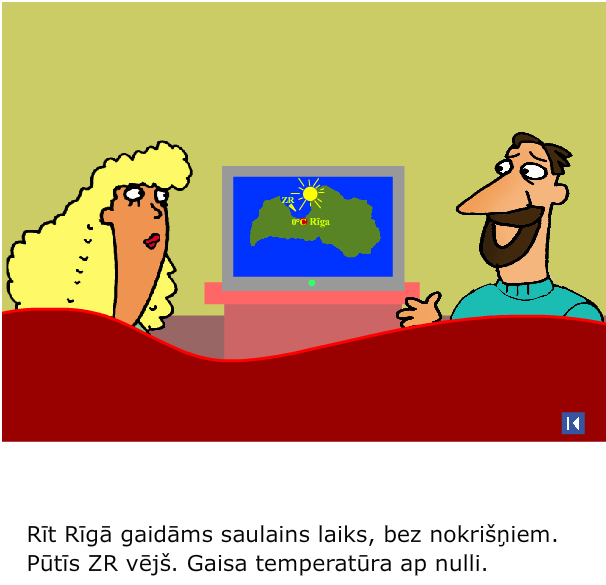 ZR
0°C Rīga
Rīt Rīgā gaidāms saulains laiks, bez nokrišņiem.
Pūtīs ZR vējš. Gaisa temperatūra ap nulli.